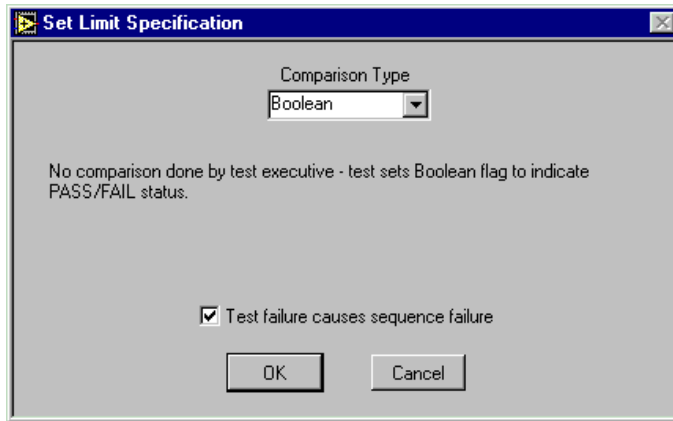 Set Limit Specification
Comparison Type
Boolean
No comparison done by test executive - test sets Boolean flag to indicate
PASS/FAIL status.
Test failure causes sequence failure
OK
Cancel